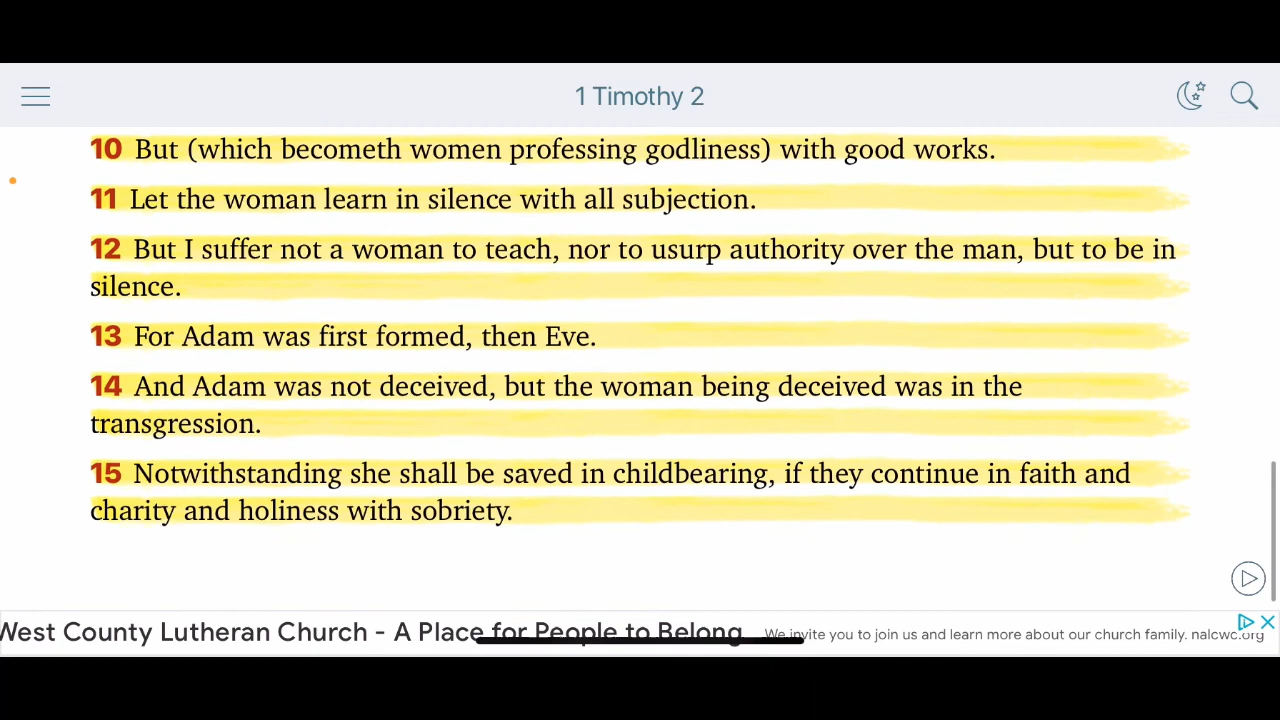 1 Timothy 2
10 But (which becometh women professing godliness) with good works.
11 Let the woman learn in silence with all subjection.
12 But I suffer not a woman to teach, nor to usurp authority over the man, but to be in
silence.
13 For Adam was first formed, then Eve.
14 And Adam was not deceived, but the woman being deceived was in the
transgression.
15 Notwithstanding she shall be saved in childbearing, if they continue in faith and
charity and holiness with sobriety.
West County Lutheran Church - A Place for People to Belong We invite you to join us and learn more about our church family. nalcwc.org